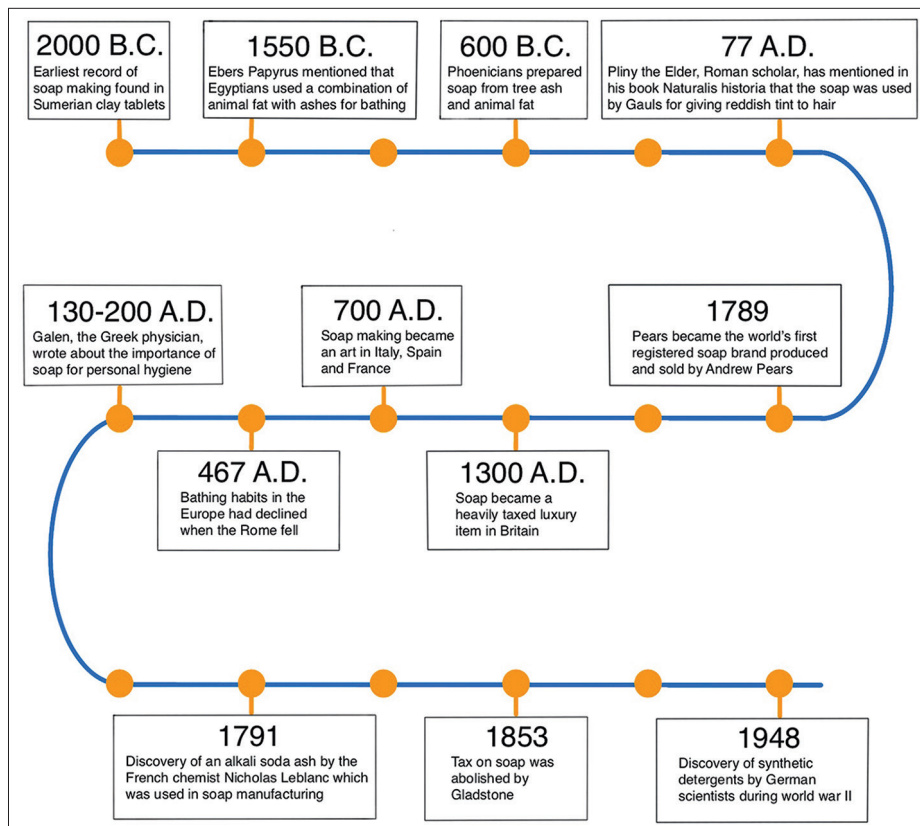 2000 B.C.
Earliest record of
soap making found in
Sumerian clay tablets
1550 B.C.
Ebers Papyrus mentioned that
Egyptians used a combination of
animal fat with ashes for bathing
600 B.C.
Phoenicians prepared
soap from tree ash
and animal fat
77 A.D.
Pliny the Elder, Roman scholar, has mentioned in
his book Naturalis historia that the soap was used
by Gauls for giving reddish tint to hair
130-200 A.D.
Galen, the Greek physician,
wrote about the importance of
soap for personal hygiene
700 A.D.
Soap making became
an art in Italy, Spain
and France
1789
Pears became the world's first
registered soap brand produced
and sold by Andrew Pears
467 A.D.
Bathing habits in the
Europe had declined
when the Rome fell
1300 A.D.
Soap became a
heavily taxed luxury
item in Britain
1791
Discovery of an alkali soda ash by the
French chemist Nicholas Leblanc which
was used in soap manufacturing
1853
Tax on soap was
abolished by
Gladstone
1948
Discovery of synthetic
detergents by German
scientists during world war II